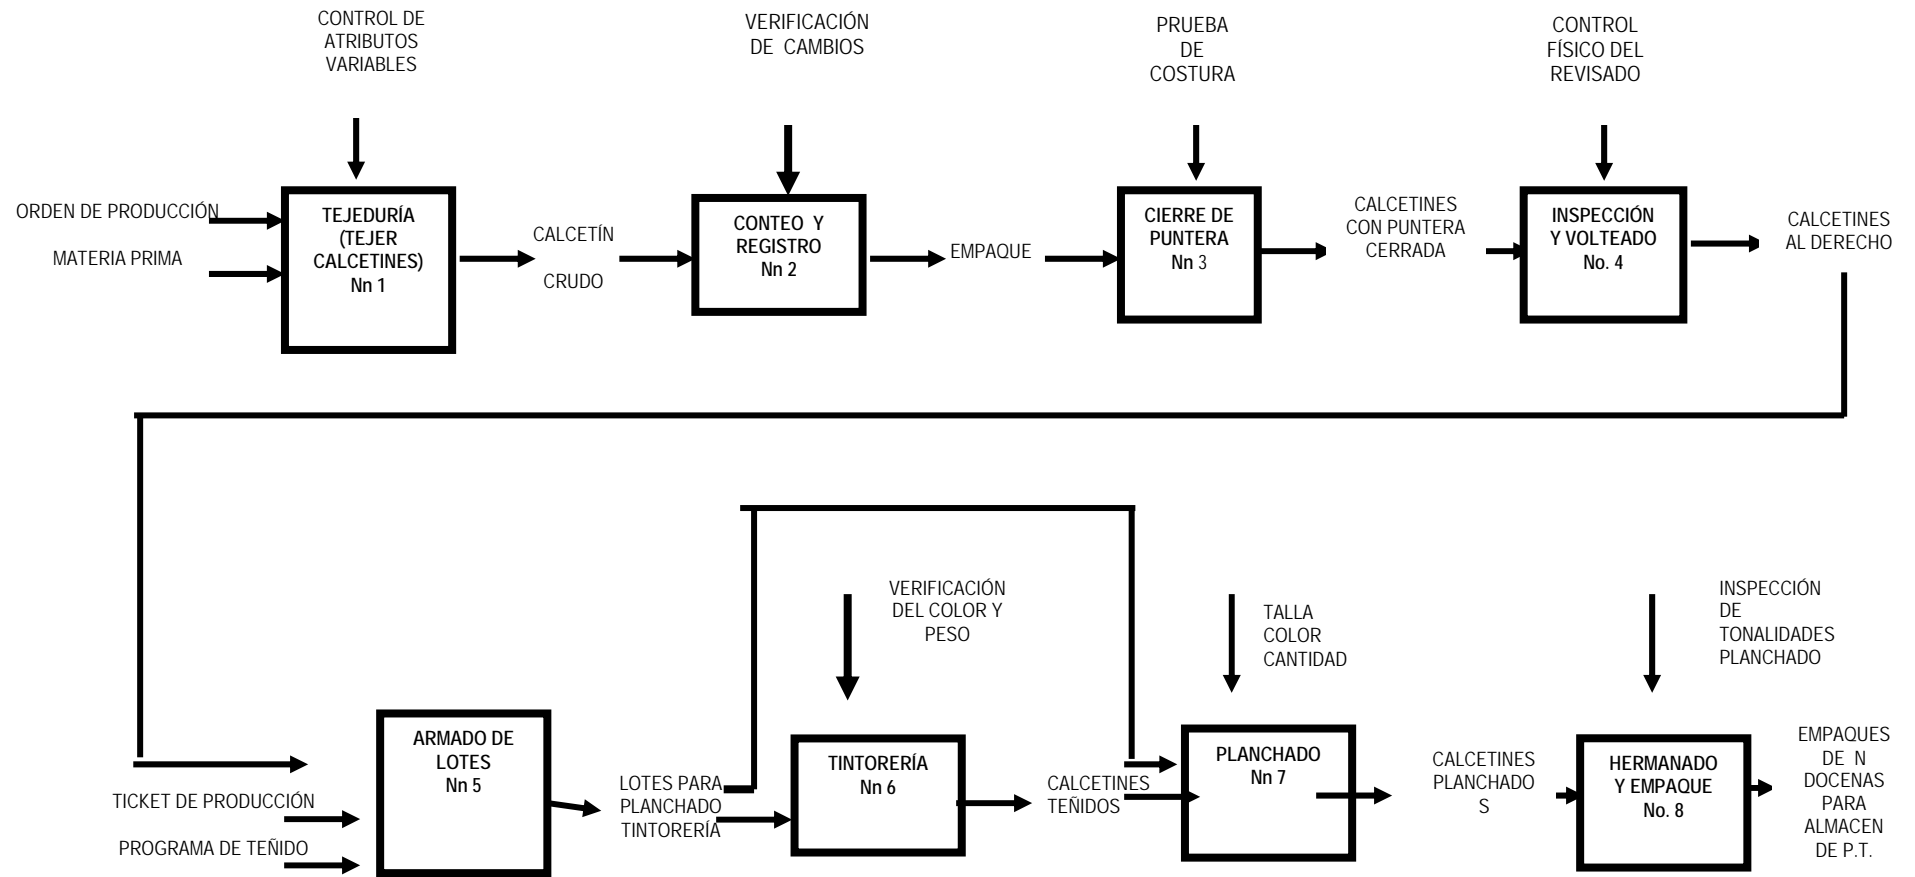 CONTROL DE
ATRIBUTOS
VARIABLES
VERIFICACIÓN
DE CAMBIOS
PRUEBA
DE
COSTURA
CONTROL
FÍSICO DEL
REVISADO
ORDEN DE PRODUCCIÓN
MATERIA PRIMA
TEJEDURÍA
(TEJER
CALCETINES)
Nn 1
CALCETÍN
CRUDO
CONTEO Y
REGISTRO
Nn 2
EMPAQUE
CIERRE DE
PUNTERA
Nn 3
CALCETINES
CON PUNTERA
CERRADA
INSPECCIÓN
Y VOLTEADO
No. 4
CALCETINES
AL DERECHO
VERIFICACIÓN
DEL COLOR Y
PESO
TALLA
COLOR
CANTIDAD
INSPECCIÓN
DE
TONALIDADES
PLANCHADO
TICKET DE PRODUCCIÓN
PROGRAMA DE TEÑIDO
ARMADO DE
LOTES
Nn 5
LOTES PARA
PLANCHADO
TINTORERÍA
TINTORERÍA
Nn 6
CALCETINES
TEÑIDOS
PLANCHADO
Nn 7
CALCETINES
PLANCHADO
S
HERMANADO
Y EMPAQUE
No. 8
EMPAQUES
DE N
DOCENAS
PARA
ALMACEN
DE P.T.